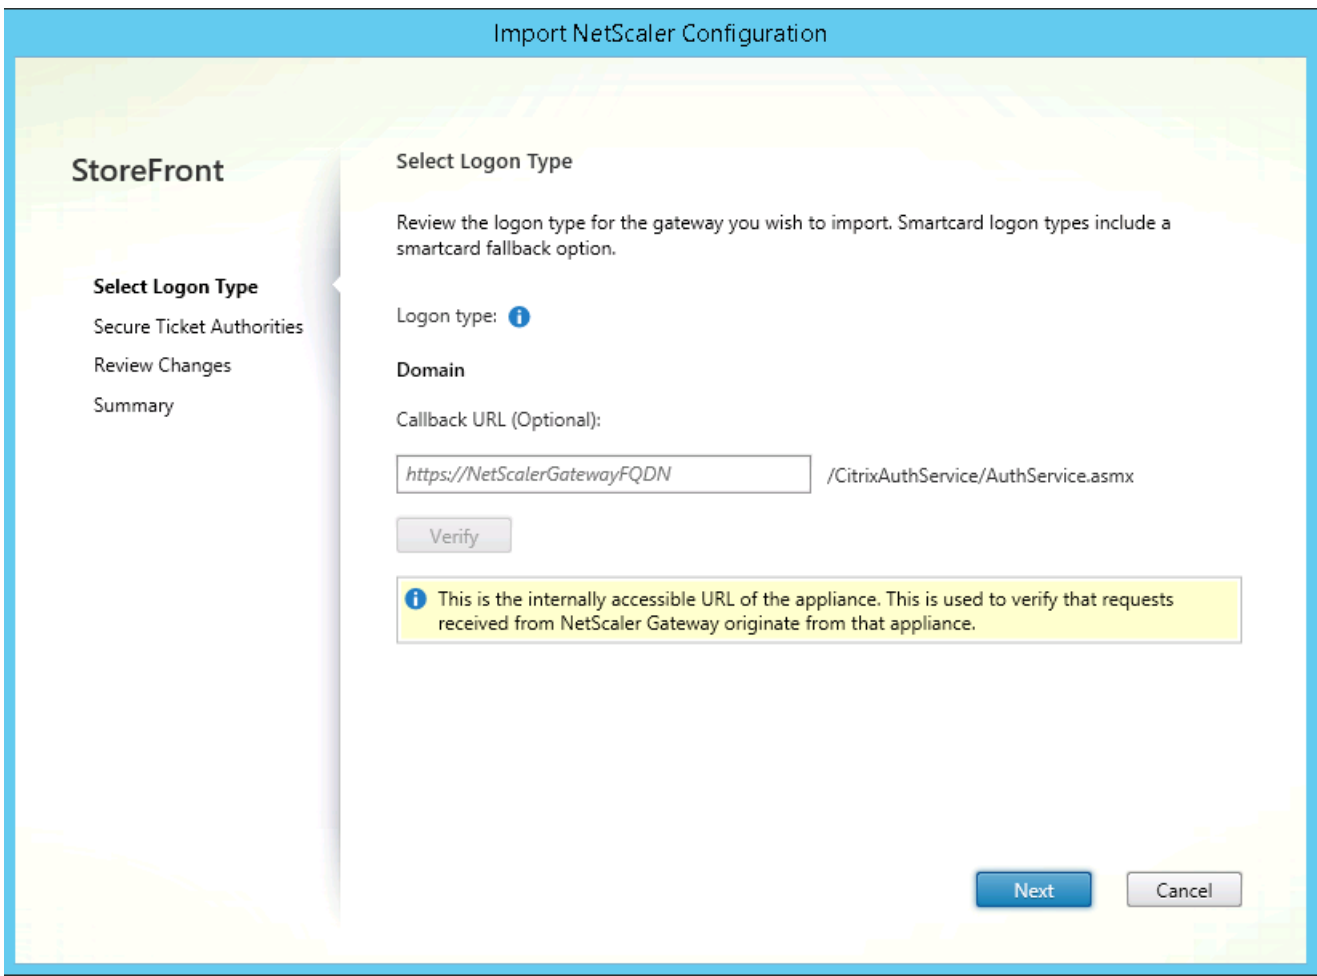 Import NetScaler Configuration
StoreFront
Select Logon Type
Secure Ticket Authorities
Review Changes
Summary
Select Logon Type
Review the logon type for the gateway you wish to import. Smartcard logon types include a
smartcard fallback option.
Logon type:
Domain
Callback URL (Optional):
https://NetScalerGatewayFQDN /CitrixAuthService/AuthService.asmx
Verify
This is the internally accessible URL of the appliance. This is used to verify that requests
received from NetScaler Gateway originate from that appliance.
Next Cancel